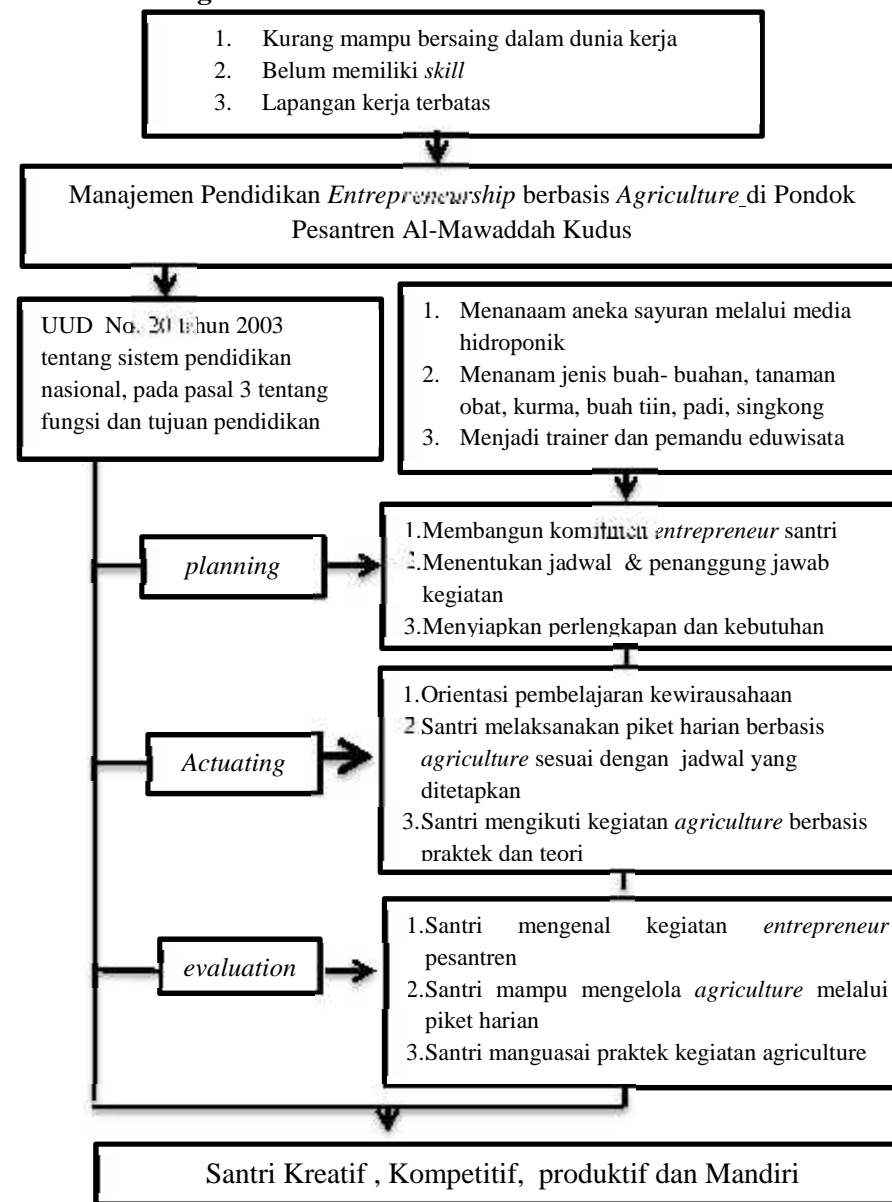 1. Kurang mampu bersaing dalam dunia kerja
2. Belum memiliki skill
3. Lapangan kerja terbatas
Manajemen Pendidikan Entrepreneurship berbasis Agriculture di Pondok
Pesantren Al-Mawaddah Kudus
UUD No. 20 tahun 2003
tentang sistem pendidikan
nasional, pada pasal 3 tentang
fungsi dan tujuan pendidikan
1. Menanaam aneka sayuran melalui media
hidroponik
2. Menanam jenis buah- buahan, tanaman
obat, kurma, buah tiin, padi, singkong
3. Menjadi trainer dan pemandu eduwisata
planning
1.Membangun komitmen entrepreneur santri
2.Menentukan jadwal & penanggung jawab
kegiatan
3.Menyiapkan perlengkapan dan kebutuhan
Actuating
1.Orientasi pembelajaran kewirausahaan
2 Santri melaksanakan piket harian berbasis
agriculture sesuai dengan jadwal yang
ditetapkan
3.Santri mengikuti kegiatan agriculture berbasis
praktek dan teori
evaluation
1.Santri mengenal kegiatan entrepreneur
pesantren
2.Santri mampu mengelola agriculture melalui
piket harian
3.Santri manguasai praktek kegiatan agriculture
Santri Kreatif , Kompetitif, produktif dan Mandiri